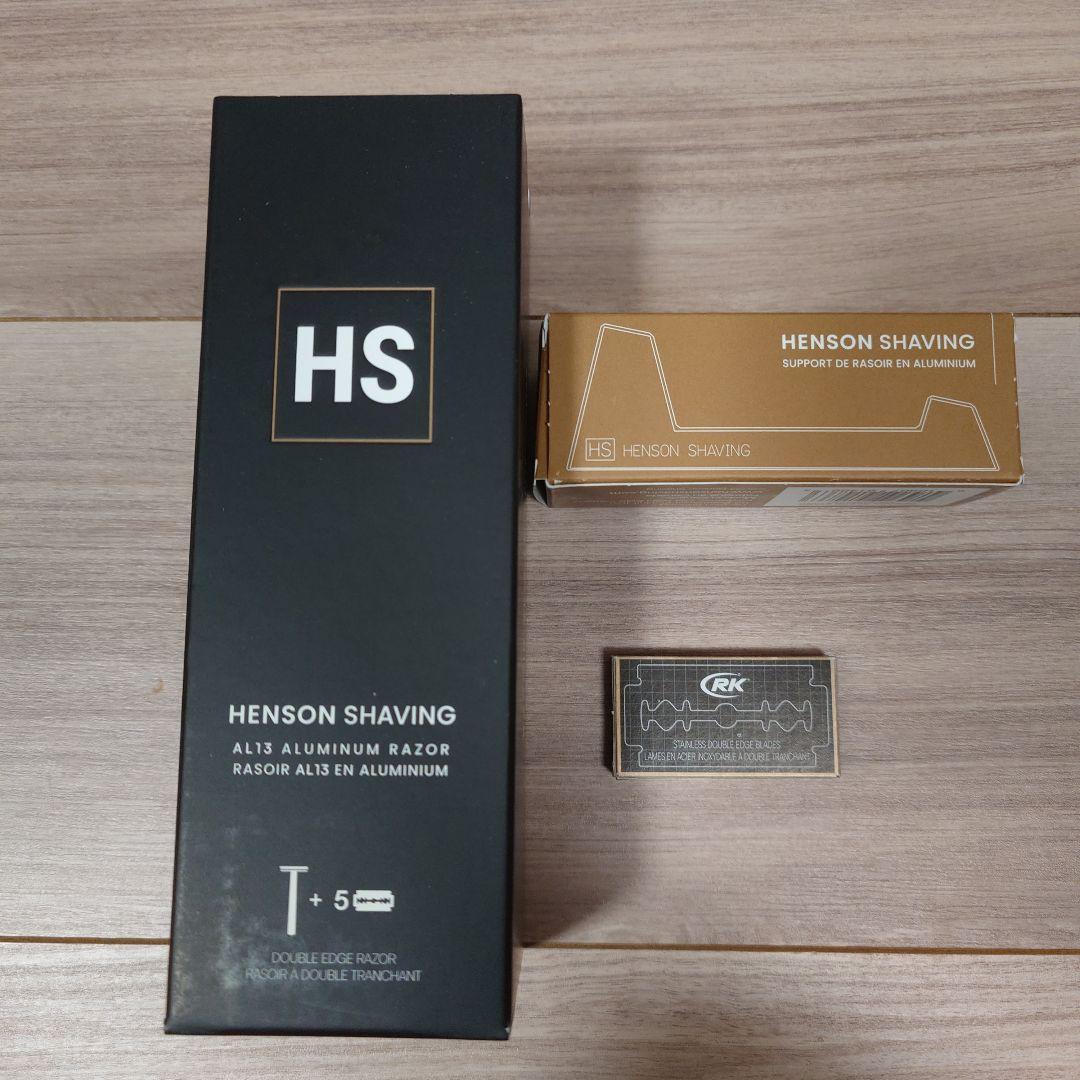 HS
HENSON SHAVING
AL13 ALUMINUM RAZOR
RASOIR AL13 EN ALUMINIUM
+ 5
DOUBLE EDGE RAZOR
RASOIR À DOUBLE TRANCHANT
HENSON SHAVING
SUPPORT DE RASOIR EN ALUMINIUM
HS HENSON SHAVING
RK
STAINLESS DOUBLE EDGE BLADES
LAMES EN ACIER INOXYDABLE À DOUBLE TRANCHANT